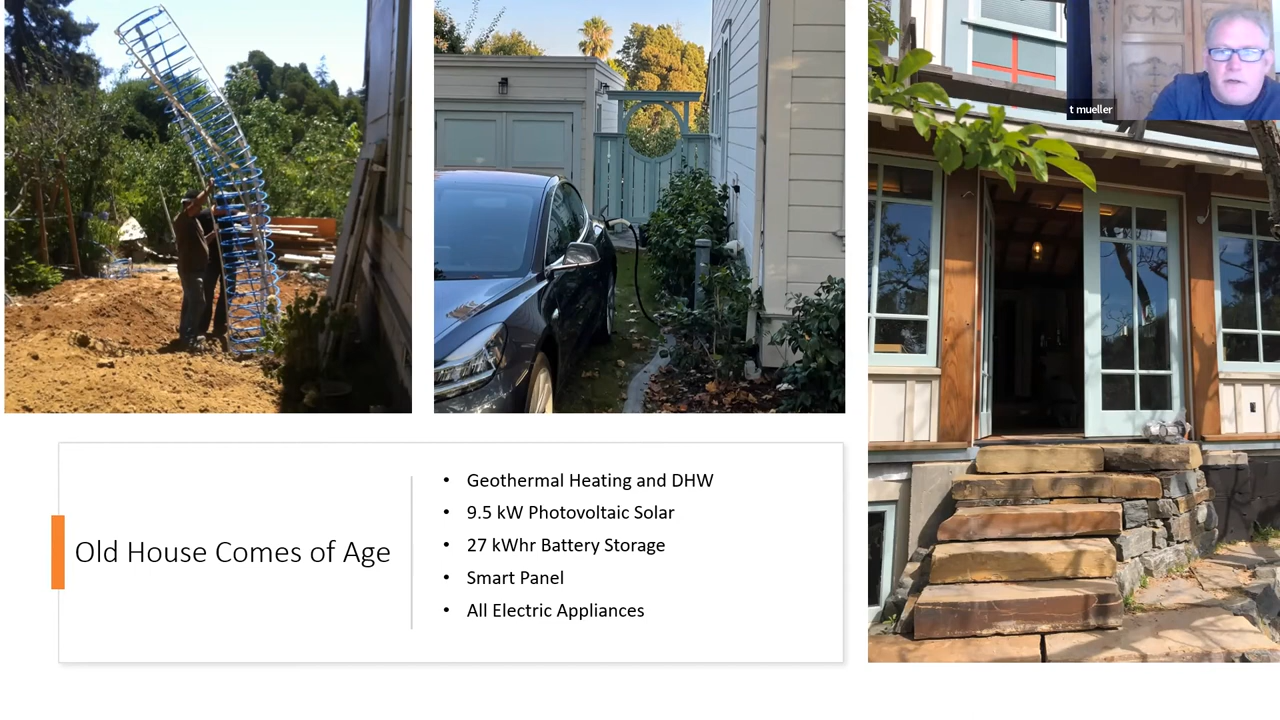 t mueller
Old House Comes of Age
• Geothermal Heating and DHW
• 9.5 kW Photovoltaic Solar
• 27 kWhr Battery Storage
• Smart Panel
• All Electric Appliances